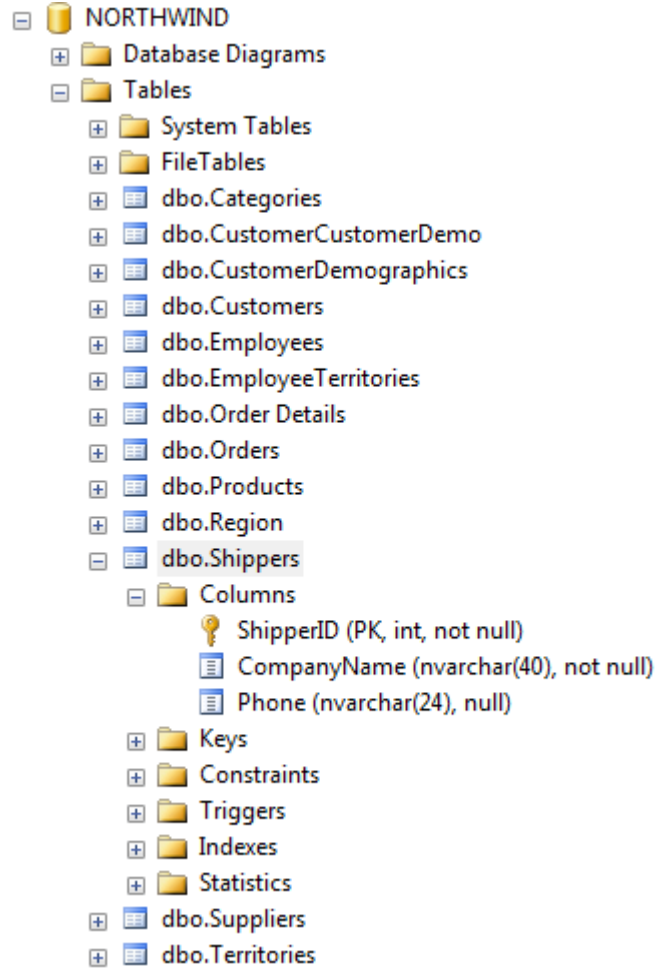 NORTHWIND
Database Diagrams
Tables
System Tables
FileTables
dbo.Categories
dbo.CustomerCustomerDemo
dbo.CustomerDemographics
dbo.Customers
dbo.Employees
dbo.EmployeeTerritories
dbo.Order Details
dbo.Orders
dbo.Products
dbo.Region
dbo.Shippers
Columns
ShipperID (PK, int, not null)
CompanyName (nvarchar(40), not null)
Phone (nvarchar(24), null)
Keys
Constraints
Triggers
Indexes
Statistics
dbo.Suppliers
dbo.Territories